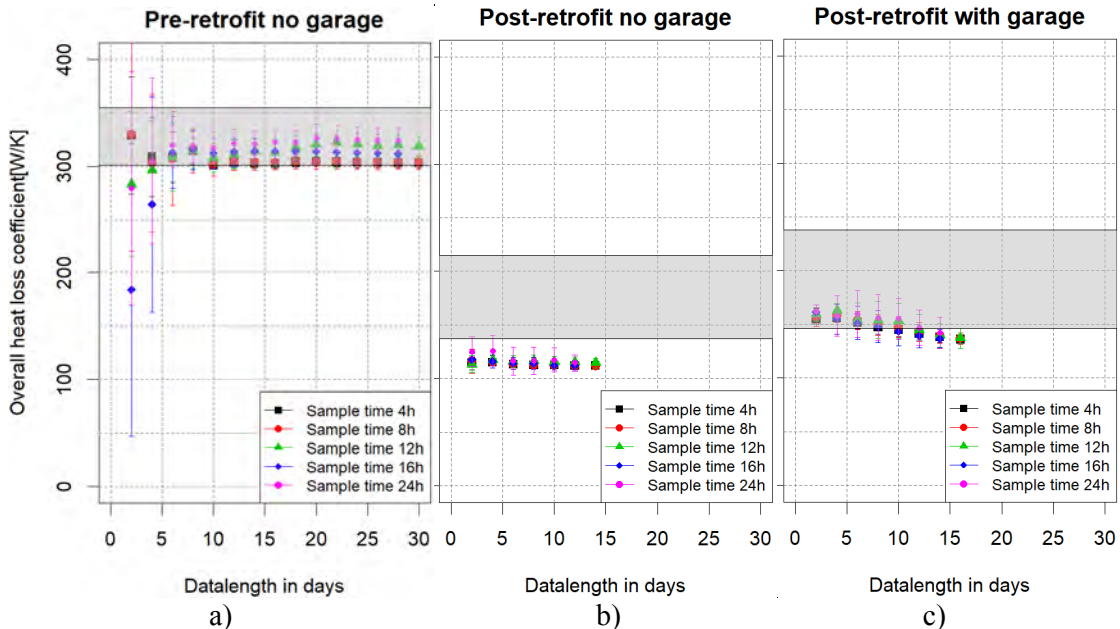 Pre-retrofit no garage
Post-retrofit no garage
Post-retrofit with garage
Overall heat loss coefficient[W/K]
400
300
200
100
0
Sample time 4h
Sample time 8h
Sample time 12h
Sample time 16h
Sample time 24h
Sample time 4h
Sample time 8h
Sample time 12h
Sample time 16h
Sample time 24h
Sample time 4h
Sample time 8h
Sample time 12h
Sample time 16h
Sample time 24h
0 5 10 15 20 25 30
0 5 10 15 20 25 30
0 5 10 15 20 25 30
Datalength in days
Datalength in days
Datalength in days
a)
b)
c)